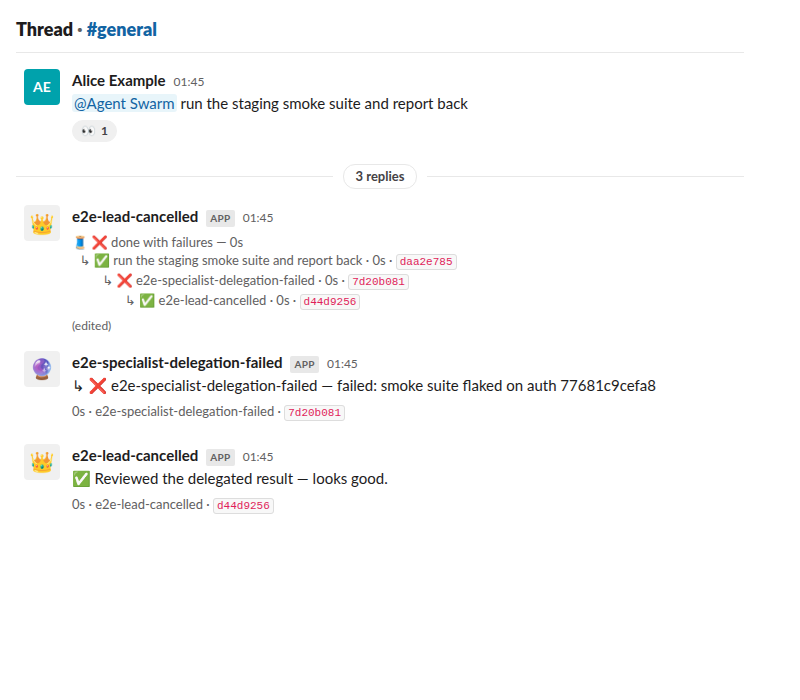 Thread • #general
AE
Alice Example 01:45
@Agent Swarm run the staging smoke suite and report back
👀 1
3 replies
e2e-lead-cancelled APP 01:45
🧵 ❌ done with failures — 0s
↳ ✅ run the staging smoke suite and report back · 0s · daa2e785
↳ ❌ e2e-specialist-delegation-failed · 0s · 7d20b081
↳ ✅ e2e-lead-cancelled · 0s · d44d9256
(edited)
e2e-specialist-delegation-failed APP 01:45
↳ ❌ e2e-specialist-delegation-failed — failed: smoke suite flaked on auth 77681c9cefa8
0s · e2e-specialist-delegation-failed · 7d20b081
e2e-lead-cancelled APP 01:45
✅ Reviewed the delegated result — looks good.
0s · e2e-lead-cancelled · d44d9256